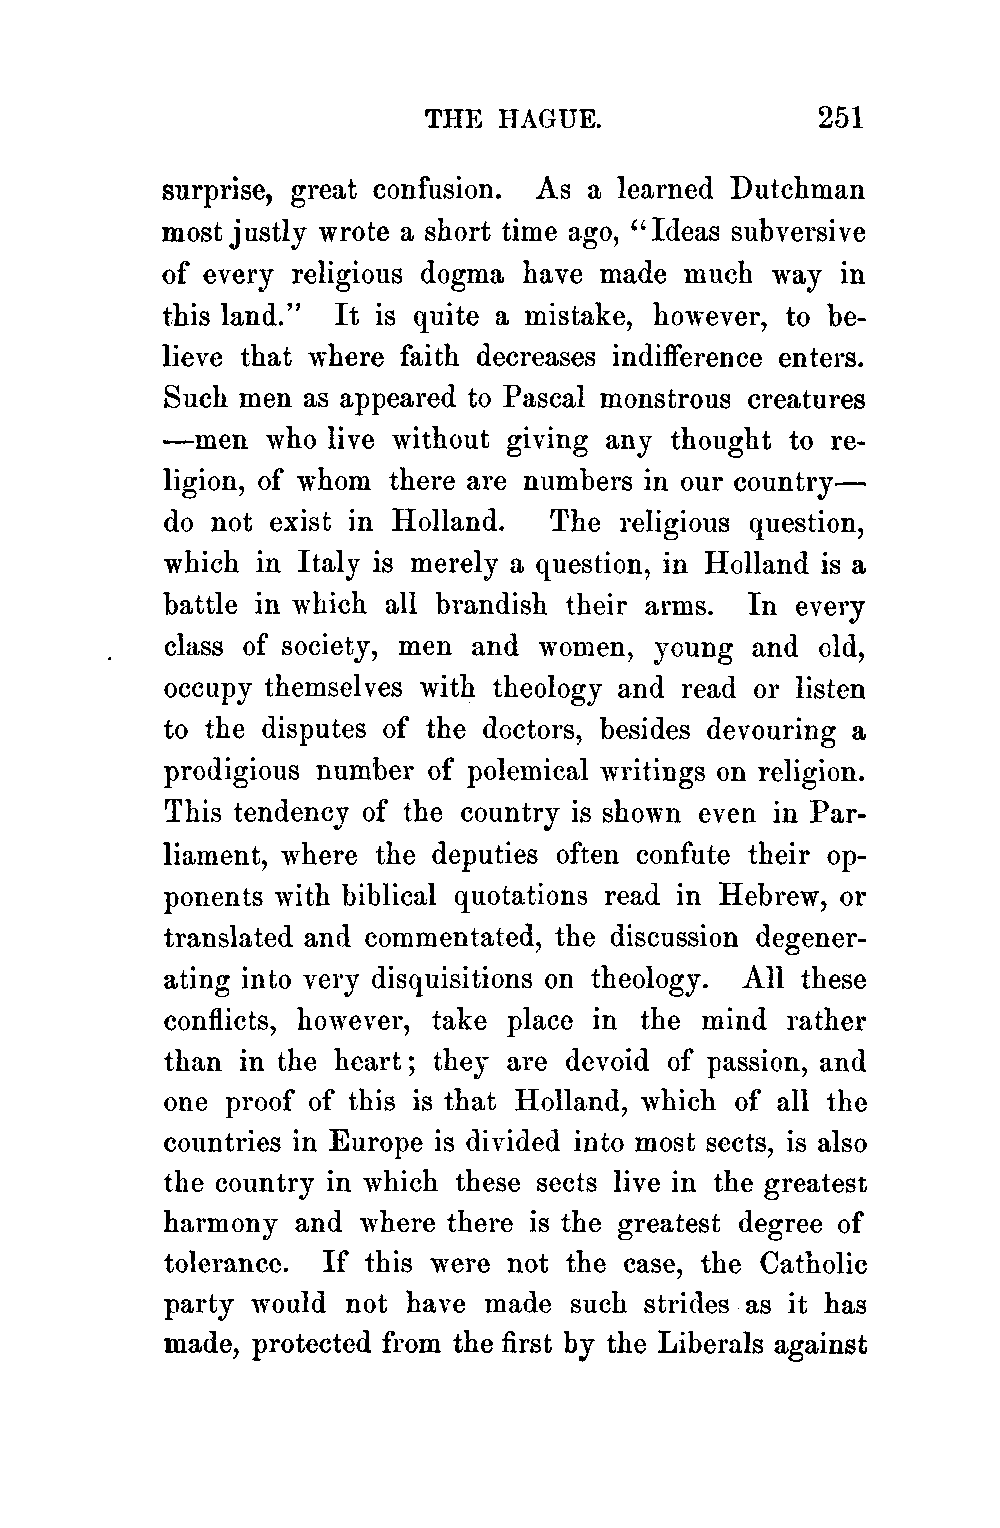 THE HAGUE. 251
surprise, great confusion. As a learned Dutchman
most justly wrote a short time ago, “Ideas subversive
of every religious dogma have made much way in
this land.” It is quite a mistake, however, to be-
lieve that where faith decreases indifference enters.
Such men as appeared to Pascal monstrous creatures
—men who live without giving any thought to re-
ligion, of whom there are numbers in our country—
do not exist in Holland. The religious question,
which in Italy is merely a question, in Holland is a
battle in which all brandish their arms. In every
class of society, men and women, young and old,
occupy themselves with theology and read or listen
to the disputes of the doctors, besides devouring a
prodigious number of polemical writings on religion.
This tendency of the country is shown even in Par-
liament, where the deputies often confute their op-
ponents with biblical quotations read in Hebrew, or
translated and commentated, the discussion degener-
ating into very disquisitions on theology. All these
conflicts, however, take place in the mind rather
than in the heart; they are devoid of passion, and
one proof of this is that Holland, which of all the
countries in Europe is divided into most sects, is also
the country in which these sects live in the greatest
harmony and where there is the greatest degree of
tolerance. If this were not the case, the Catholic
party would not have made such strides as it has
made, protected from the first by the Liberals against